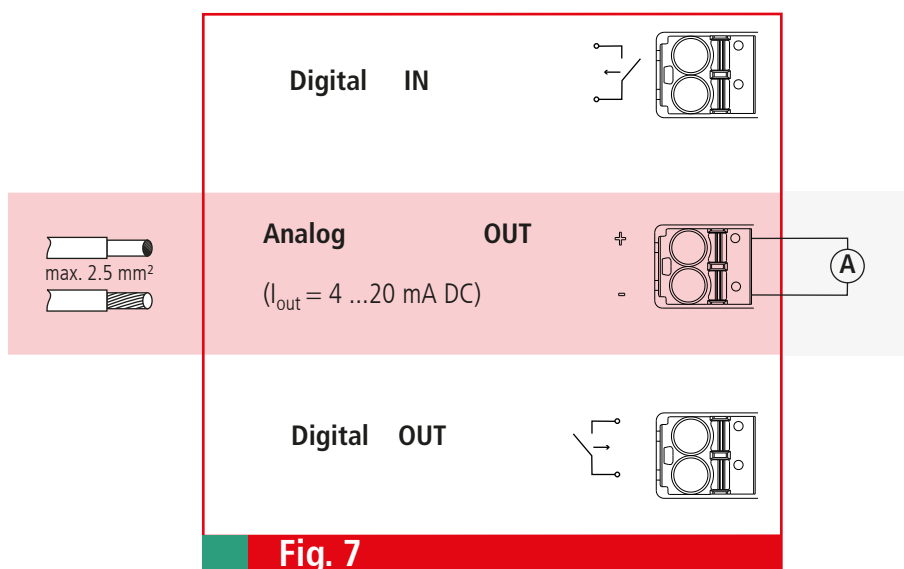 Digital IN
Analog OUT
+
max. 2.5 mm²
(Iout = 4 ...20 mA DC)
-
A
Digital OUT
Fig. 7